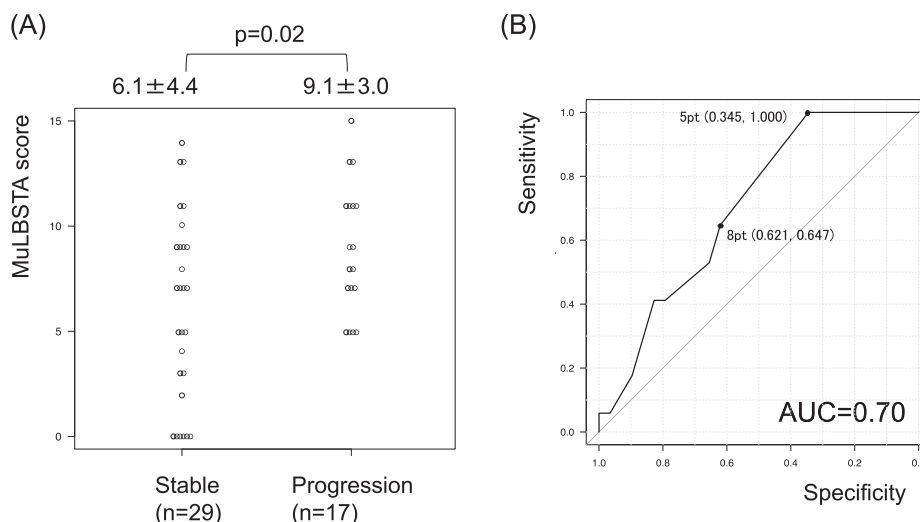 (A)
p=0.02
6.1±4.4
9.1±3.0
MuLBSTA score
15
10
5
0
Stable
(n=29)
Progression
(n=17)
(B)
Sensitivity
1.0
0.8
0.6
0.4
0.2
0.0
5pt (0.345, 1.000)
8pt (0.621, 0.647)
AUC=0.70
1.0
0.8
0.6
0.4
0.2
Specificity